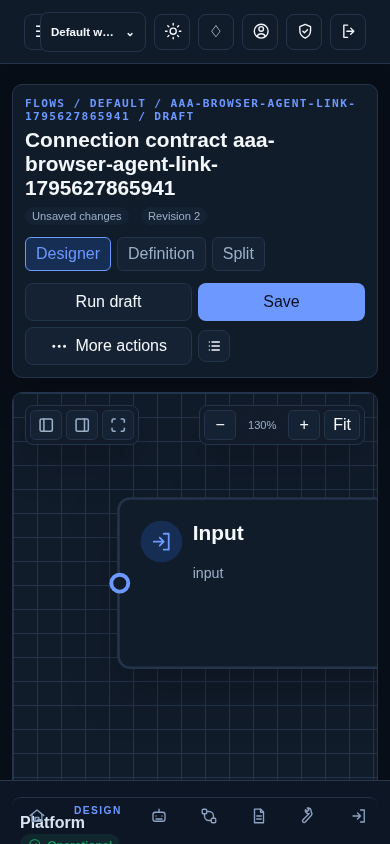 Default w... 
FLOWS / DEFAULT / AAA-BROWSER-AGENT-LINK-
1795627865941 / DRAFT
Connection contract aaa-
browser-agent-link-
1795627865941
Unsaved changes Revision 2
Designer Definition Split
Run draft Save
More actions
− 130% + Fit
Input
input
DESIGN
Platform
Operational